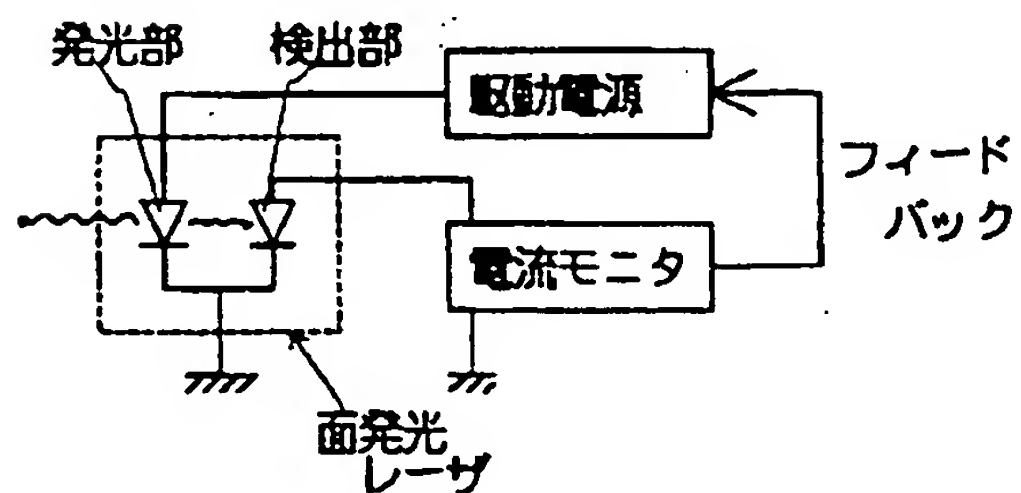 発光部
検出部
駆動電源
フィード
バック
電流モニタ
面発光
レーザ